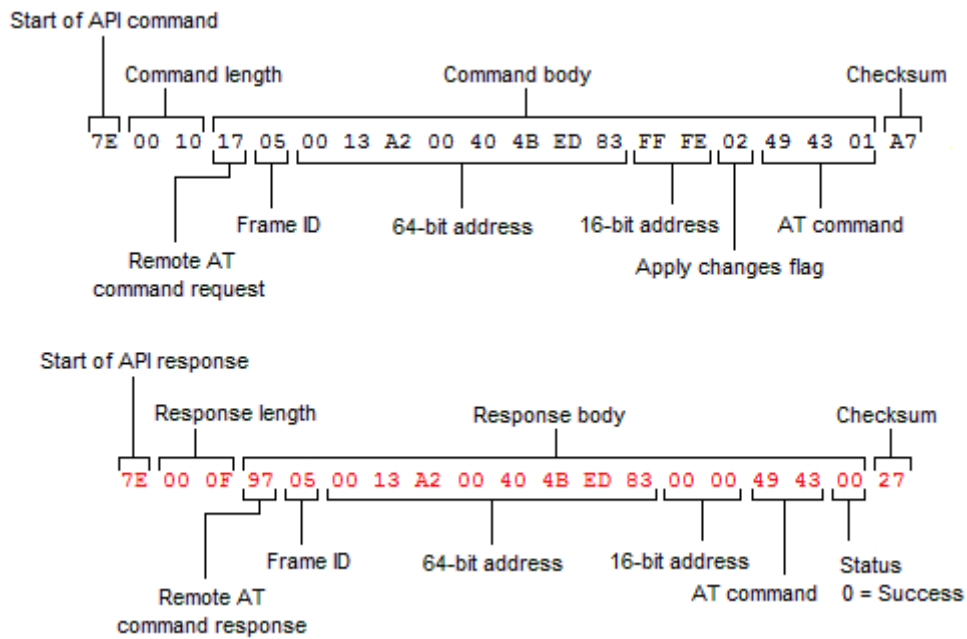 Start of API command
Command length Command body Checksum
7E 00 10 17 05 00 13 A2 00 40 4B ED 83 FF FE 02 49 43 01 A7
Frame ID 64-bit address 16-bit address AT command
Remote AT Apply changes flag
command request
Start of API response
Response length Response body Checksum
7E 00 0F 97 05 00 13 A2 00 40 4B ED 83 00 00 49 43 00 27
Frame ID 64-bit address 16-bit address Status
Remote AT AT command 0 = Success
command response